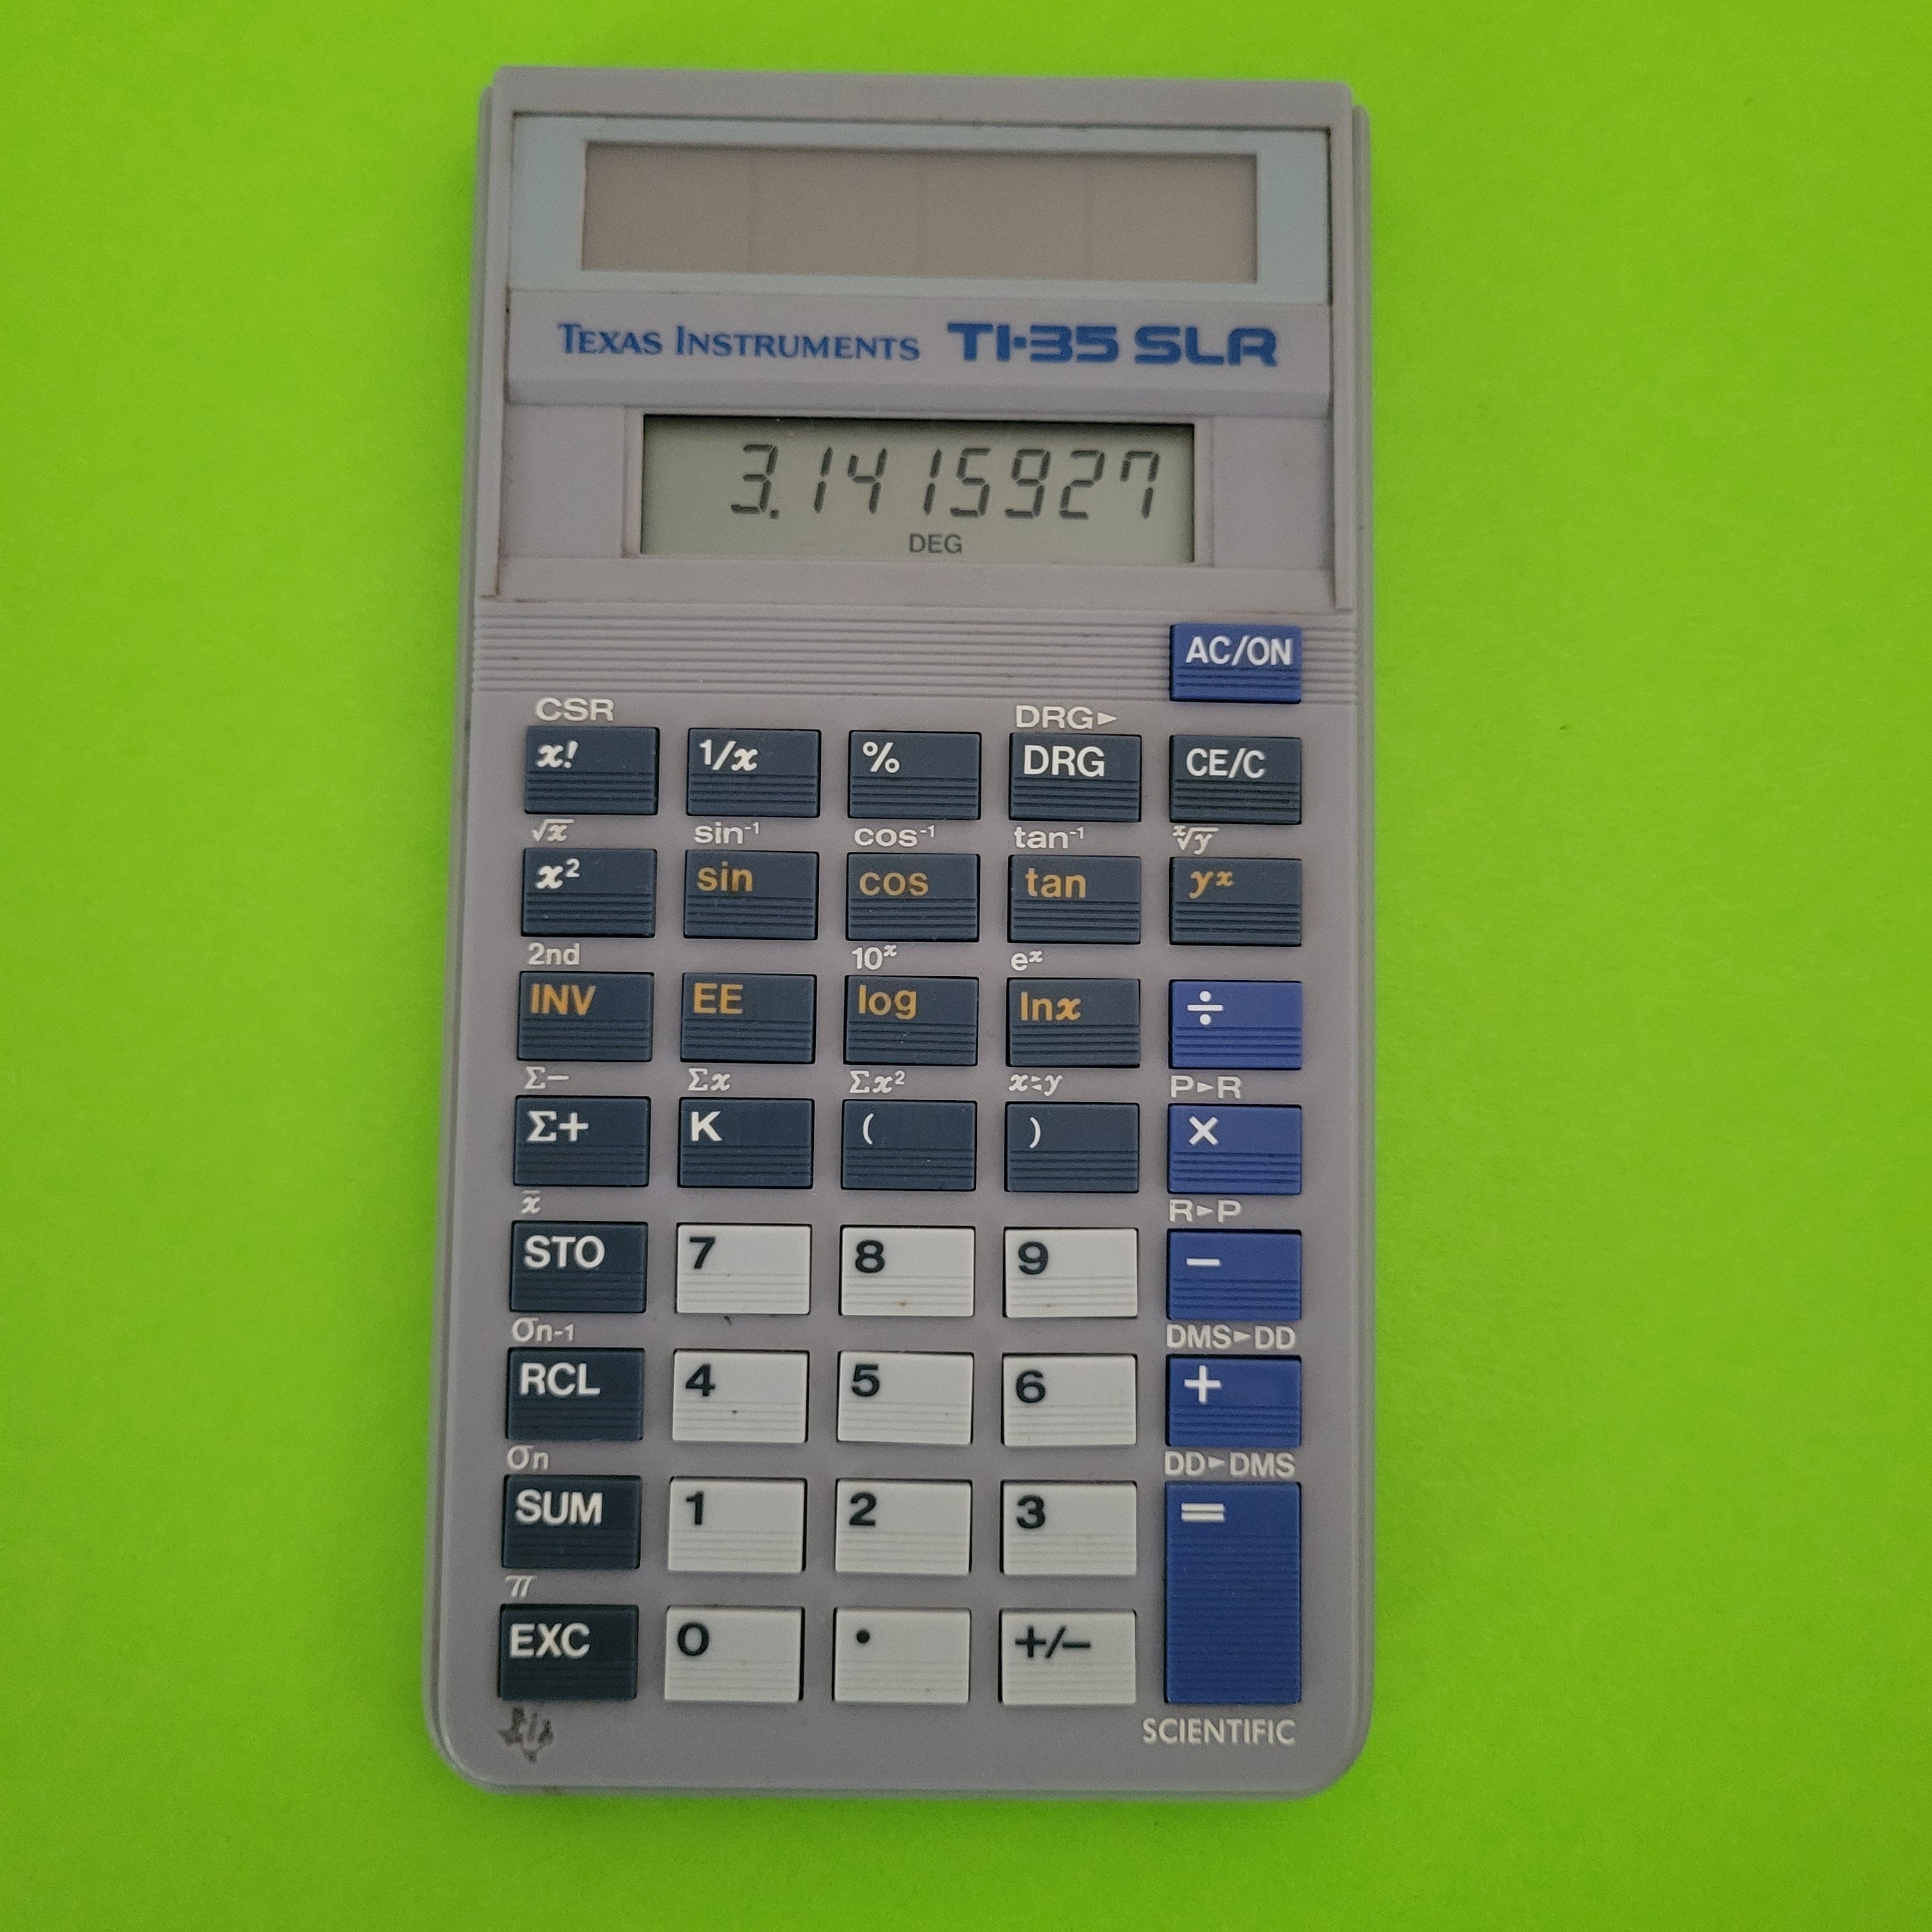 TEXAS INSTRUMENTS TI-35 SLR
3.1415927
DEG
AC/ON
CSR DRG►
x! 1/x % DRG CE/C
√x sin⁻¹ cos⁻¹ tan⁻¹ ˣ√y
x² sin cos tan yˣ
2nd 10ˣ eˣ
INV EE log lnx ÷
Σ− Σx Σx² x⇄y P►R
Σ+ K ( ) ×
x̄ R►P
STO 7 8 9 −
σn-1 DMS►DD
RCL 4 5 6 +
σn DD►DMS
SUM 1 2 3 =
π
EXC 0 • +/−
SCIENTIFIC